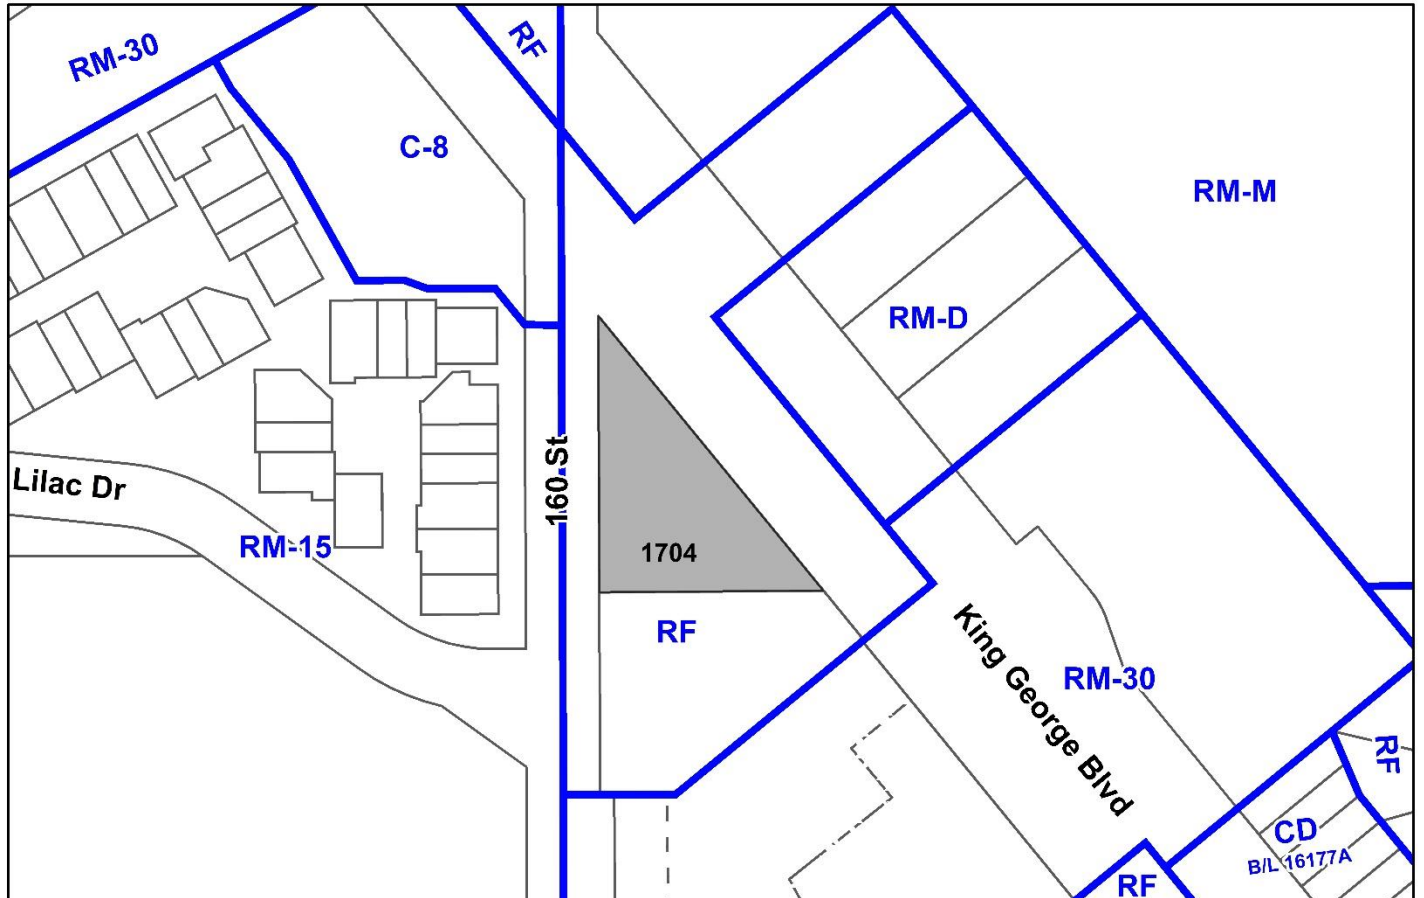 RF
RM-30
C-8
RM-M
RM-D
160 St
Lilac Dr
RM-15
1704
RF
King George Blvd
RM-30
RF
CD
B/L 16177A
RF